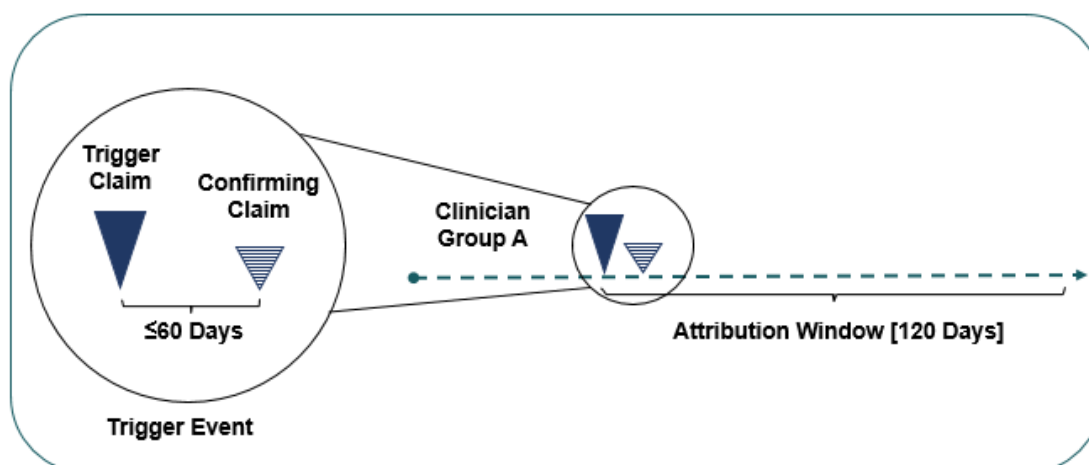 Trigger
Claim
Confirming
Claim
≤60 Days
Trigger Event
Clinician
Group A
Attribution Window [120 Days]